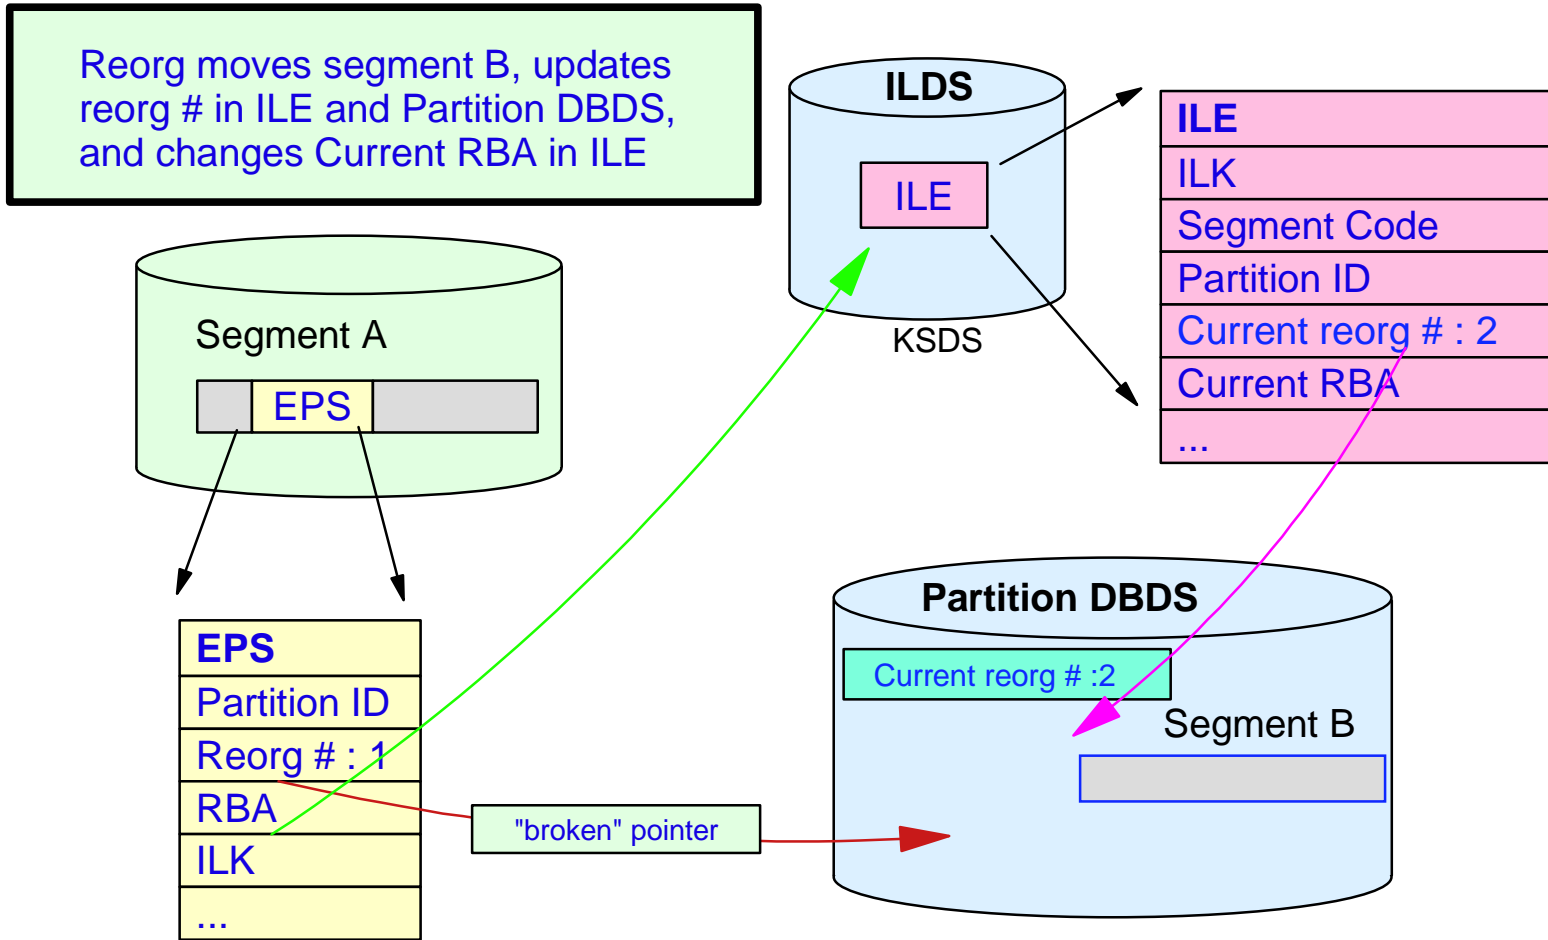 Reorg moves segment B, updates
reorg # in ILE and Partition DBDS,
and changes Current RBA in ILE
ILDS
ILE
KSDS
ILE
ILK
Segment Code
Partition ID
Current reorg # : 2
Current RBA
...
Segment A
EPS
EPS
Partition ID
Reorg # : 1
RBA
ILK
...
"broken" pointer
Partition DBDS
Current reorg # :2
Segment B